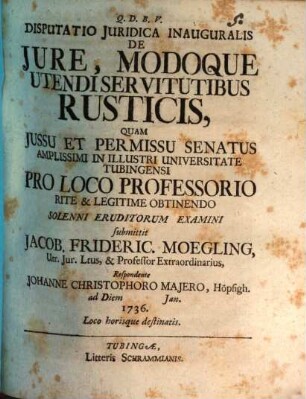 Q. D. B. V.
DISPUTATIO JURIDICA INAUGURALIS
DE
JURE, MODOQUE
UTENDI SERVITUTIBUS
RUSTICIS,
QUAM
JUSSU ET PERMISSU SENATUS
AMPLISSIMI IN ILLUSTRI UNIVERSITATE
TUBINGENSI
PRO LOCO PROFESSORIO
RITE & LEGITIME OBTINENDO
SOLENNI ERUDITORUM EXAMINI
submittit
JACOB. FRIDERIC. MOEGLING,
Utr. Jur. Ltus, & Professor Extraordinarius,
Respondente
JOHANNE CHRISTOPHORO MAJERO, Höpfigh.
ad Diem Jan.
1736.
Loco horisque destinatis.
TUBINGÆ,
Litteris SCHRAMMIANIS.